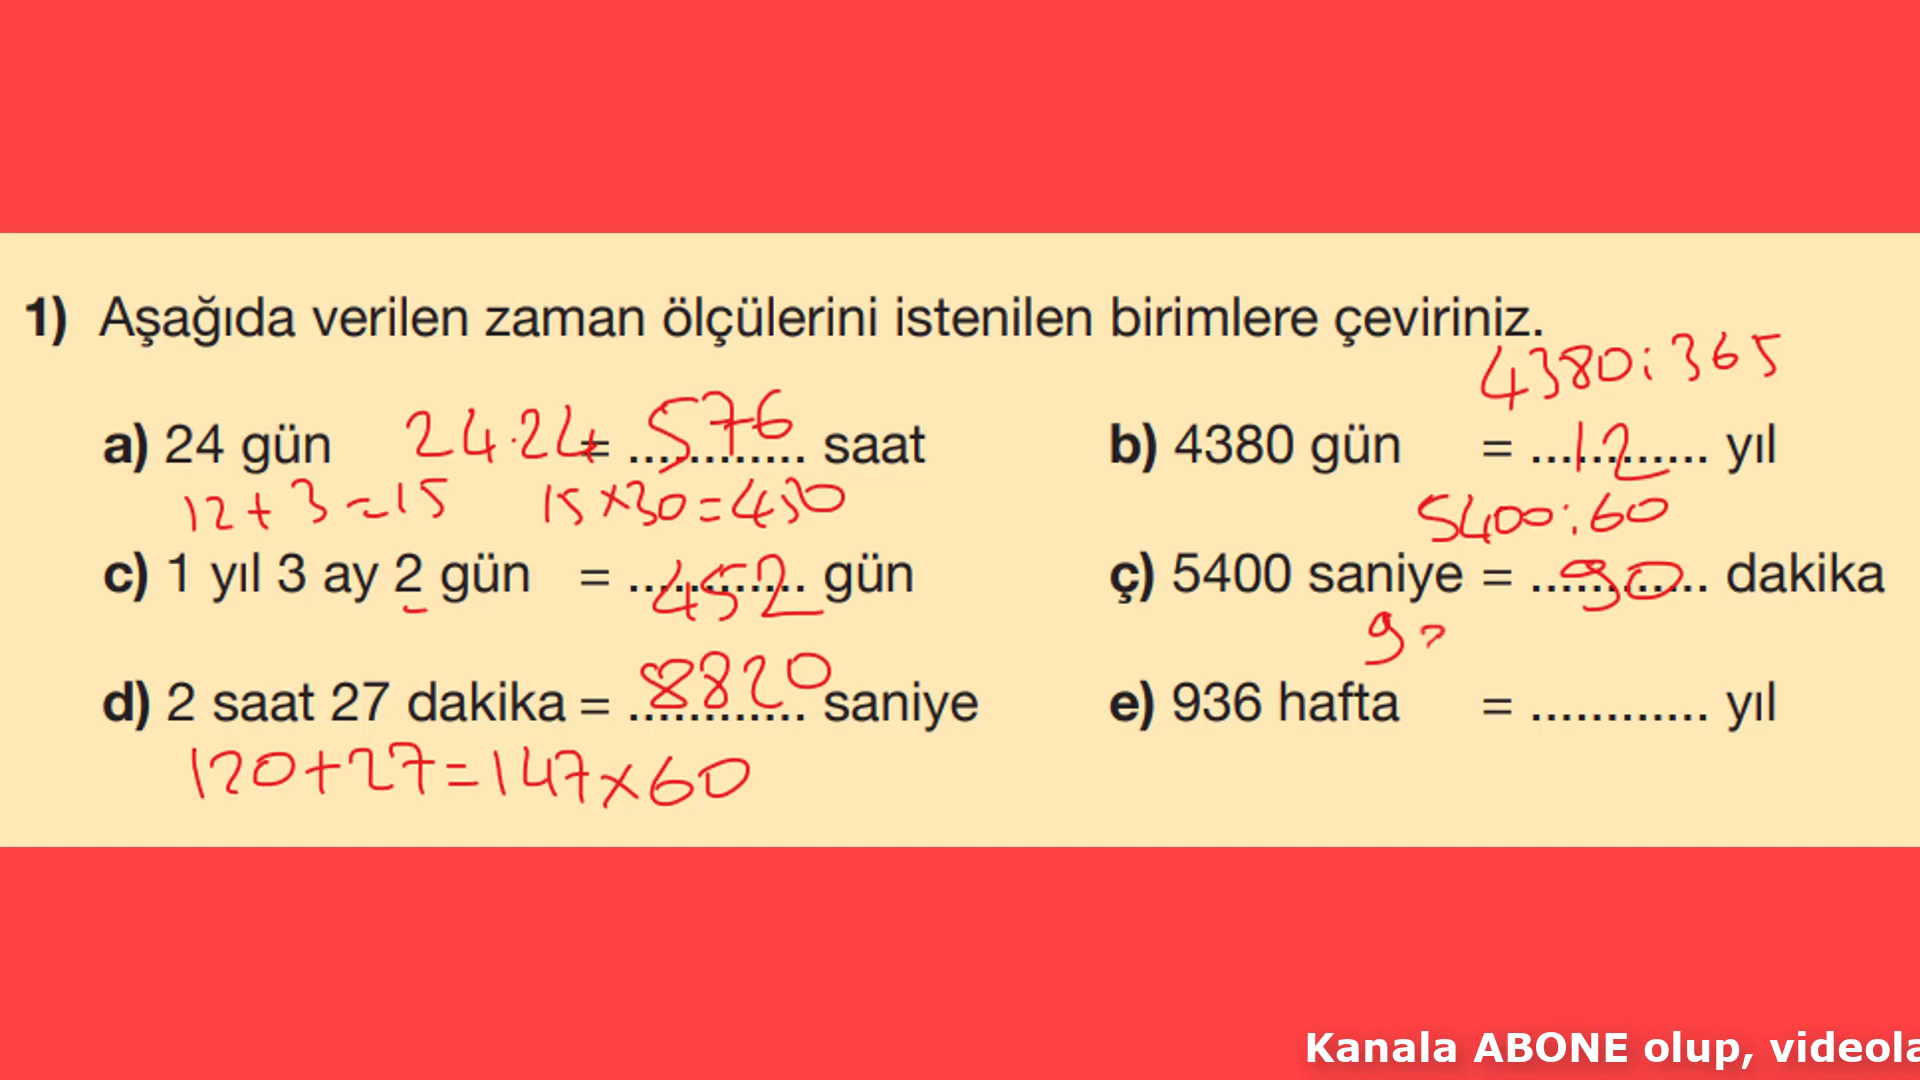 1) Aşağıda verilen zaman ölçülerini istenilen birimlere çeviriniz.
4380:365
a) 24 gün 24.24 = ............ 576 saat
b) 4380 gün = ............ 12 yıl
12+3=15 15×30=450
5400:60
c) 1 yıl 3 ay 2 gün = ............ 452 gün
ç) 5400 saniye = ............ 90 dakika
9
d) 2 saat 27 dakika = ............ 8820 saniye
e) 936 hafta = ............ yıl
120+27=147×60
Kanala ABONE olup, videola